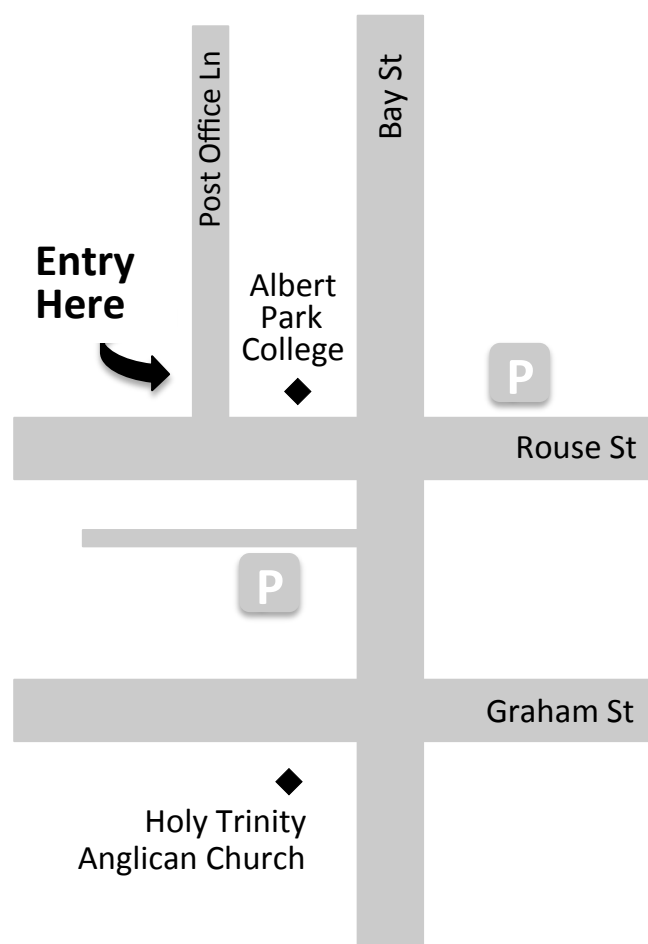 Post Office Ln
Bay St
Entry
Here
Albert
Park
College
P
Rouse St
P
Graham St
Holy Trinity
Anglican Church